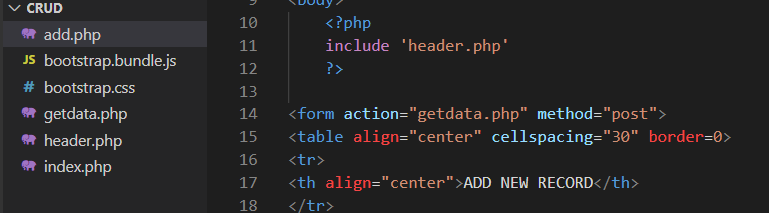 CRUD
add.php
JS bootstrap.bundle.js
# bootstrap.css
getdata.php
header.php
index.php
9 <body>
10 <?php
11 include 'header.php'
12 ?>
13
14 <form action="getdata.php" method="post">
15 <table align="center" cellspacing="30" border=0>
16 <tr>
17 <th align="center">ADD NEW RECORD</th>
18 </tr>